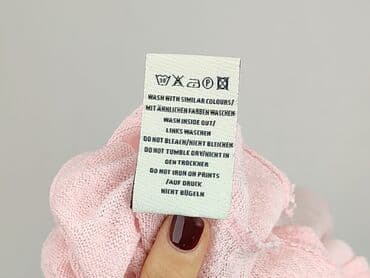 30 P
WASH WITH SIMILAR COLOURS/
MIT ÄHNLICHEN FARBEN WASCHEN
WASH INSIDE OUT/
LINKS WASCHEN
DO NOT BLEACH/NICHT BLEICHEN
DO NOT TUMBLE DRY/NICHT IN
DEN TROCKNER
DO NOT IRON ON PRINTS
/AUF DRUCK
NICHT BÜGELN